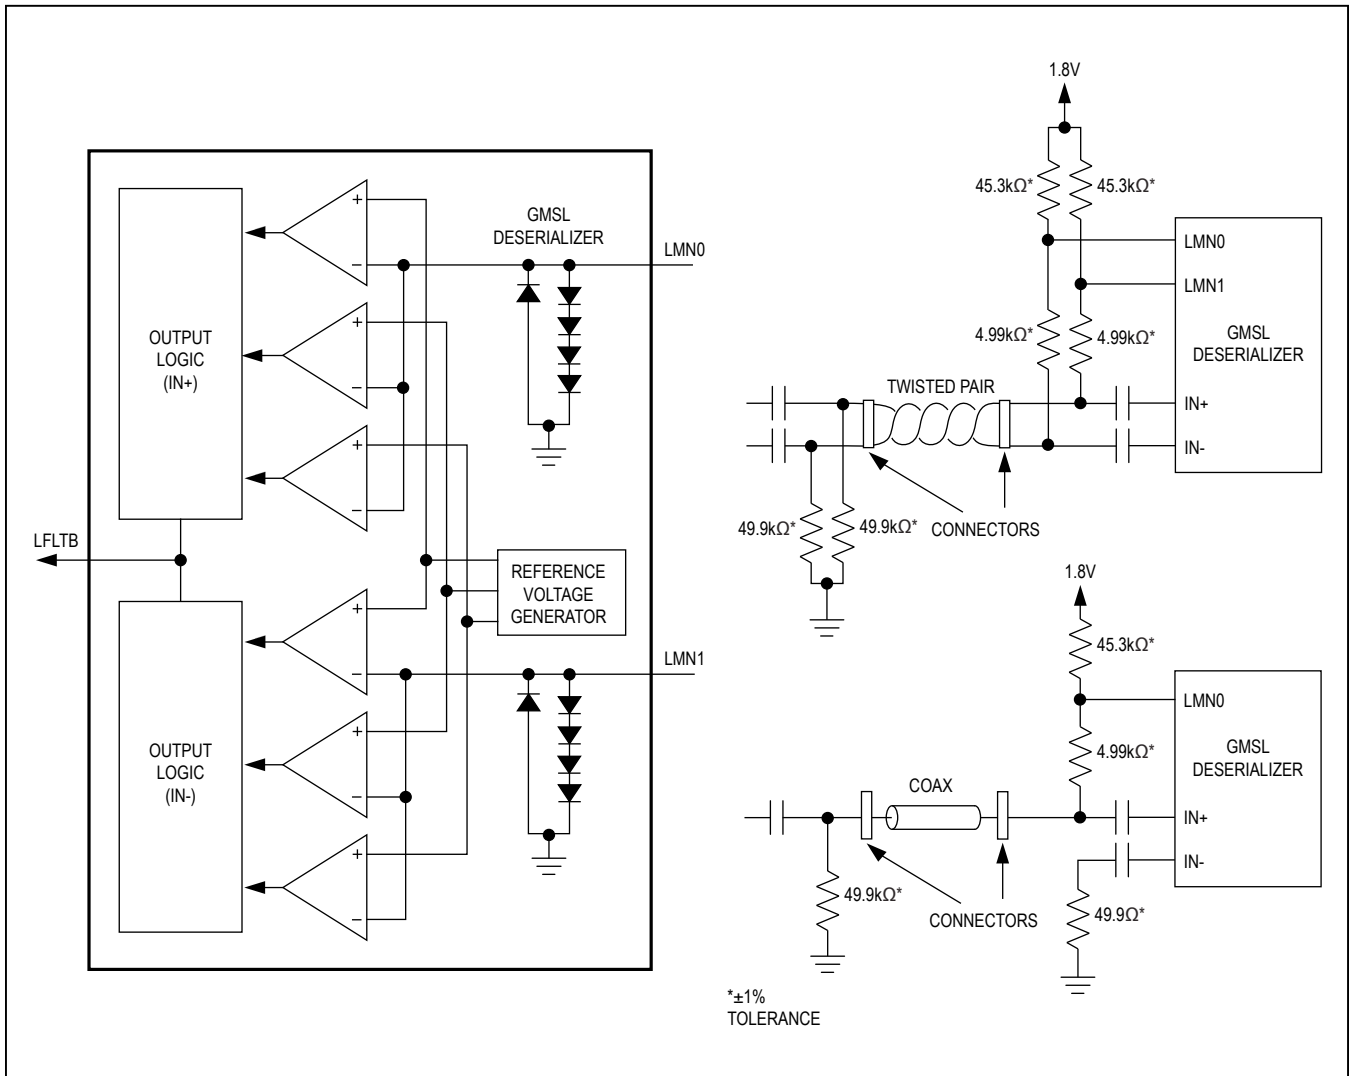 LFLTB
OUTPUT
LOGIC
(IN+)
OUTPUT
LOGIC
(IN-)
+
−
+
−
+
−
+
−
+
−
+
−
GMSL
DESERIALIZER
LMN0
REFERENCE
VOLTAGE
GENERATOR
LMN1
1.8V
45.3kΩ*
45.3kΩ*
LMN0
LMN1
4.99kΩ*
4.99kΩ*
GMSL
DESERIALIZER
TWISTED PAIR
IN+
IN-
49.9kΩ*
49.9kΩ*
CONNECTORS
1.8V
45.3kΩ*
LMN0
4.99kΩ*
GMSL
DESERIALIZER
COAX
IN+
IN-
49.9kΩ*
CONNECTORS
49.9Ω*
*±1%
TOLERANCE